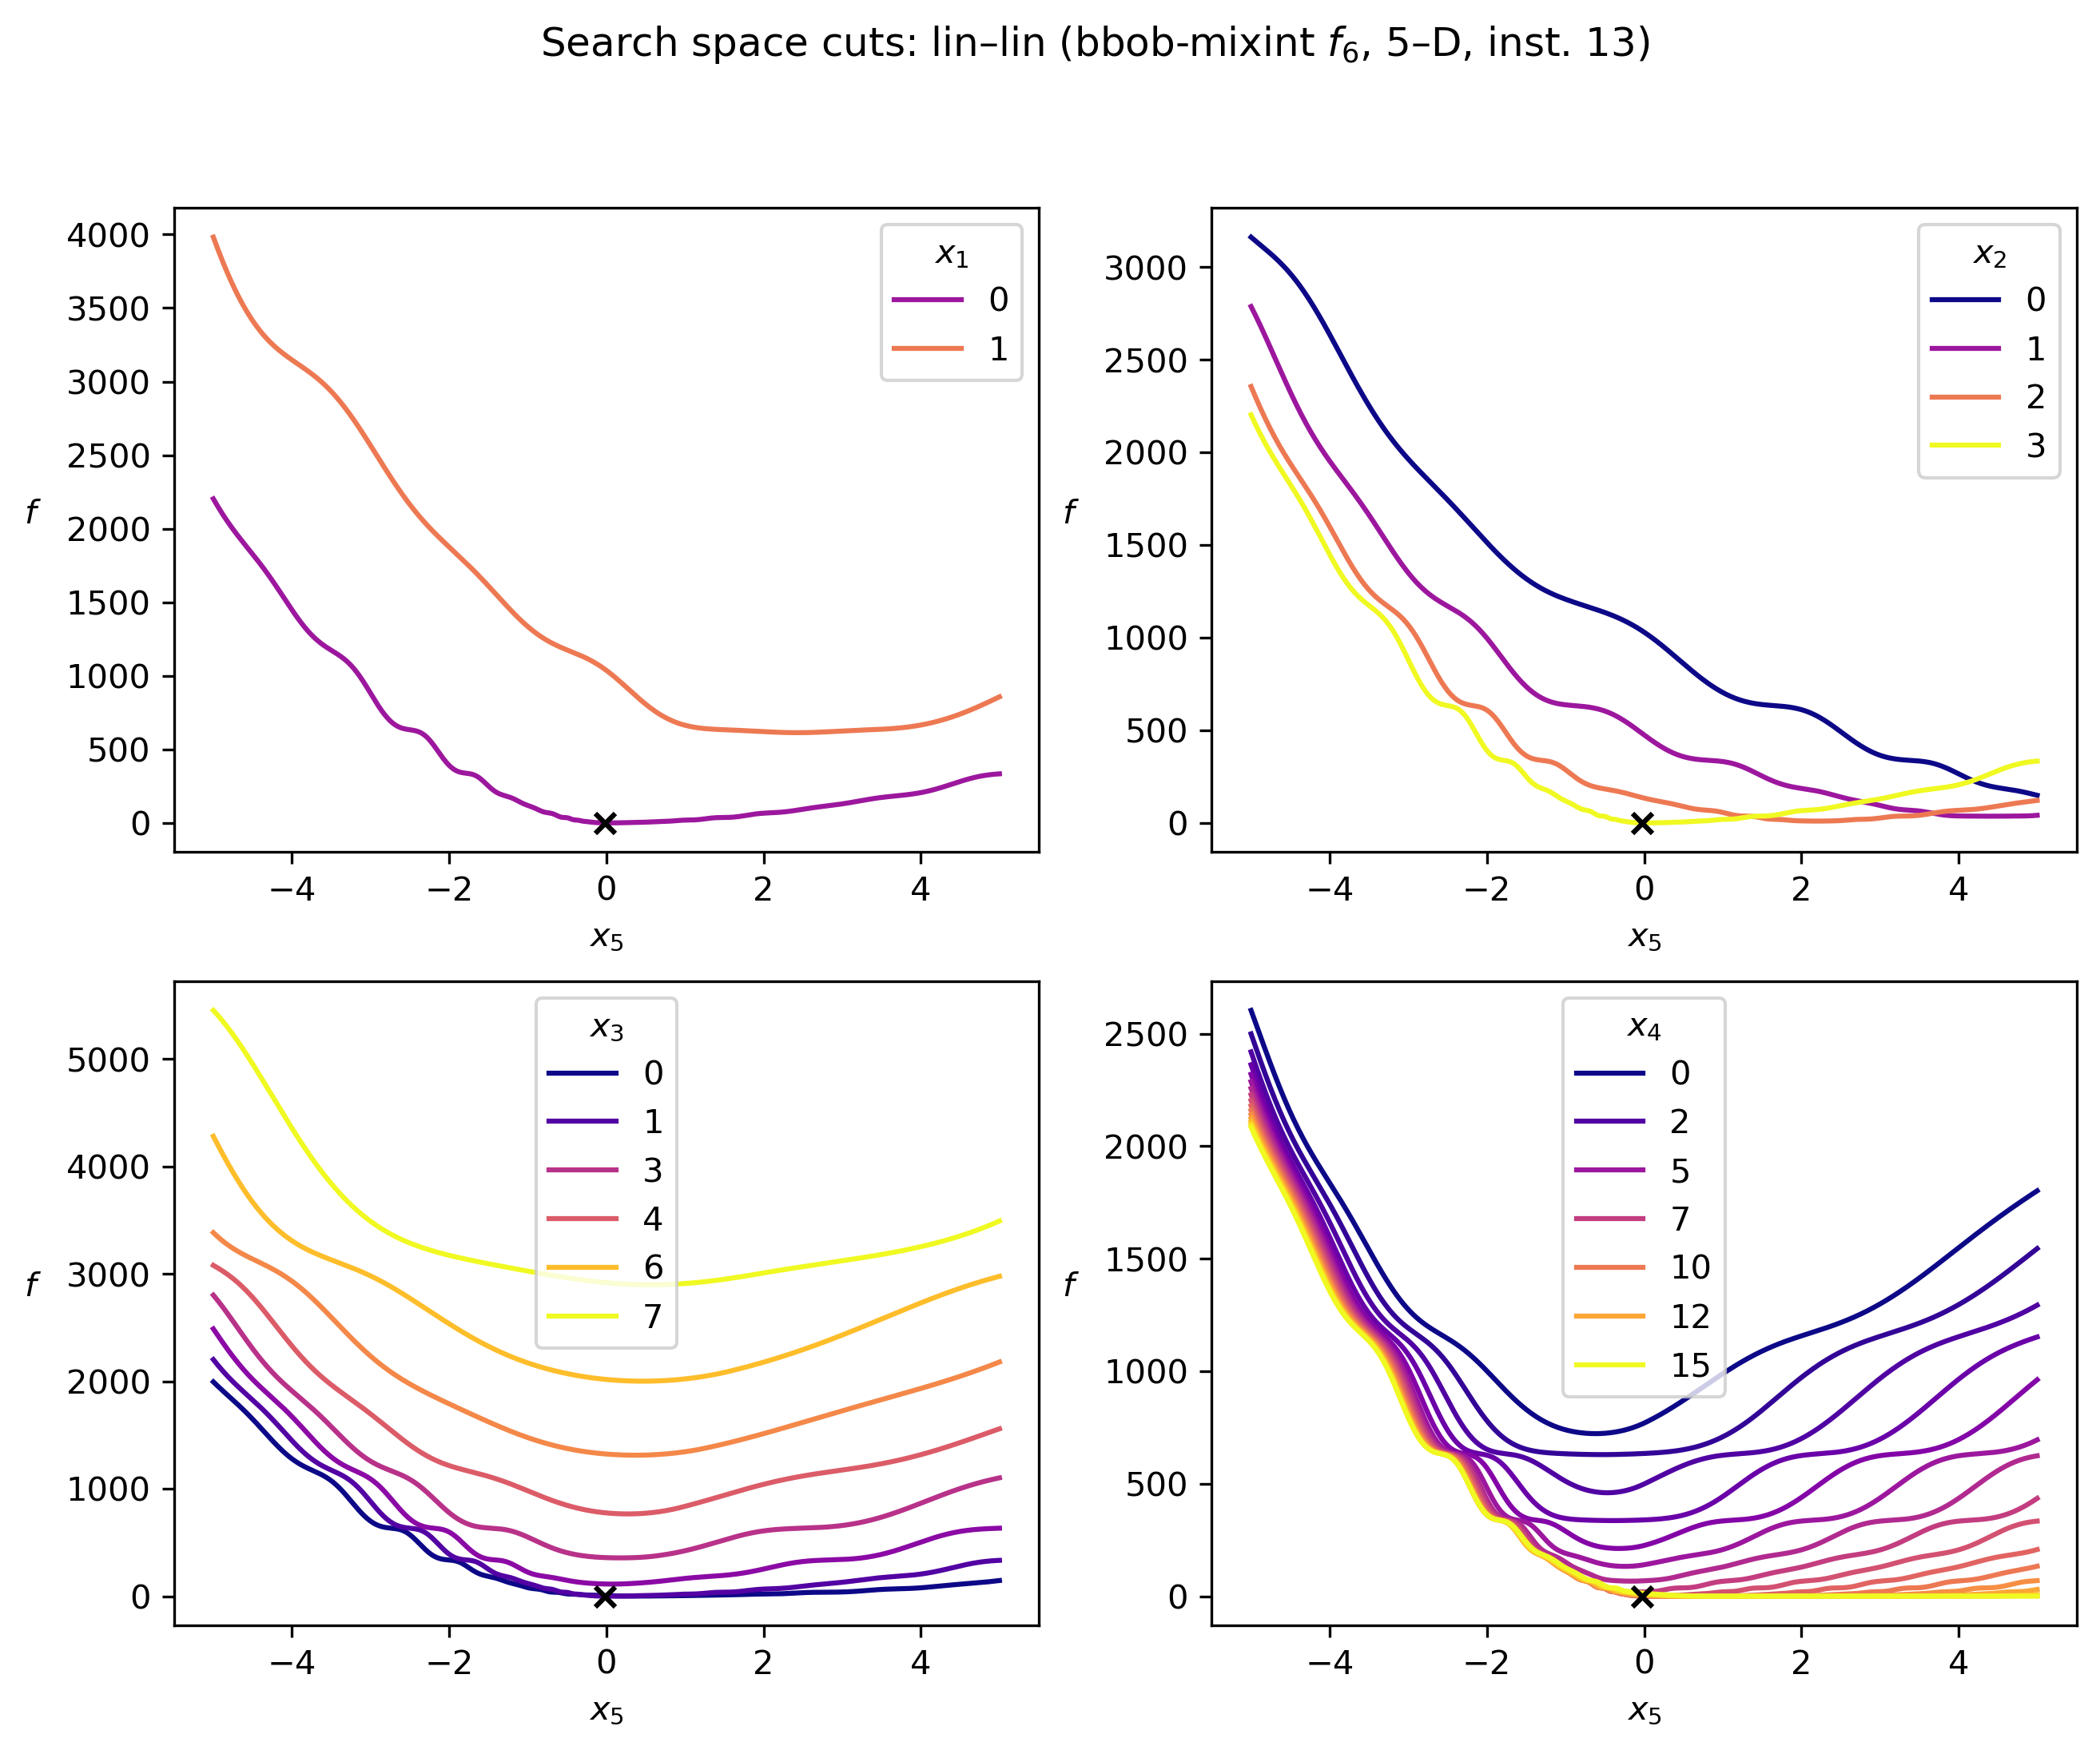 Search space cuts: lin–lin (bbob-mixint f₆, 5–D, inst. 13)
4000
3500
3000
2500
2000
1500
1000
500
0
f
−4 −2 0 2 4
x₅
x₁
0
1
3000
2500
2000
1500
1000
500
0
f
−4 −2 0 2 4
x₅
x₂
0
1
2
3
5000
4000
3000
2000
1000
0
f
−4 −2 0 2 4
x₅
x₃
0
1
3
4
6
7
2500
2000
1500
1000
500
0
f
−4 −2 0 2 4
x₅
x₄
0
2
5
7
10
12
15